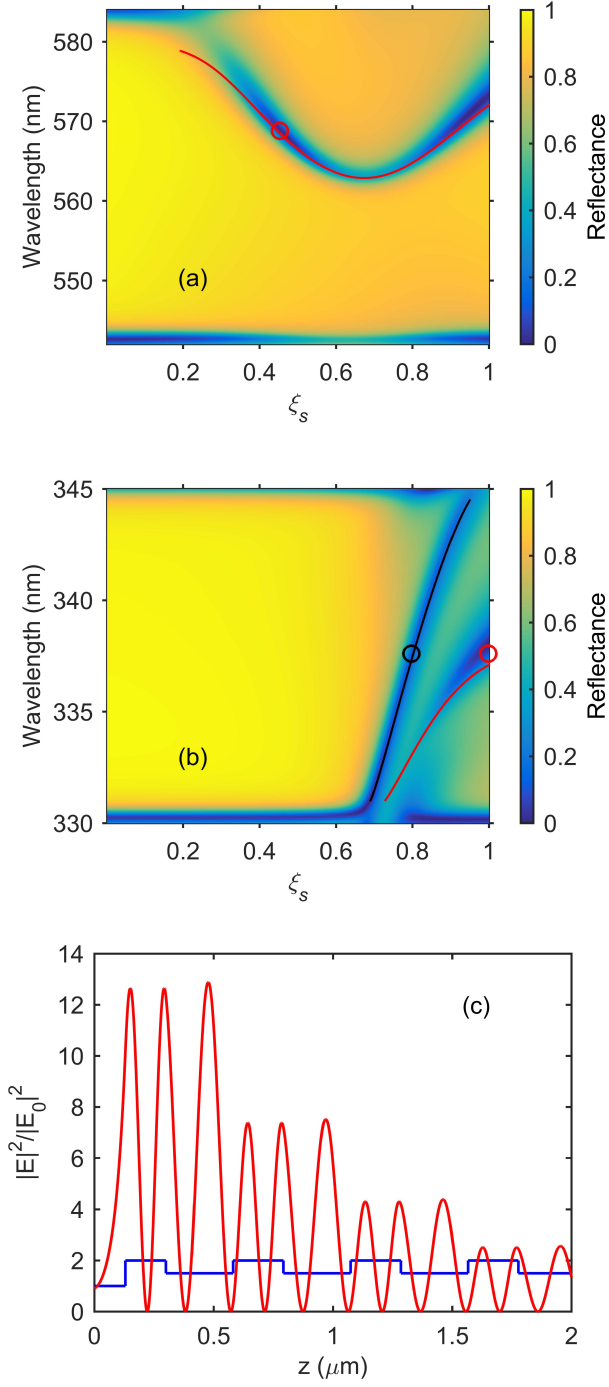 580
570
560
550
Wavelength (nm)
(a)
0.2 0.4 0.6 0.8 1
ξs
1
0.8
0.6
0.4
0.2
0
Reflectance
345
340
335
330
Wavelength (nm)
(b)
0.2 0.4 0.6 0.8 1
ξs
1
0.8
0.6
0.4
0.2
0
Reflectance
14
12
10
8
6
4
2
0
|E|²/|E₀|²
(c)
0 0.5 1 1.5 2
z (μm)